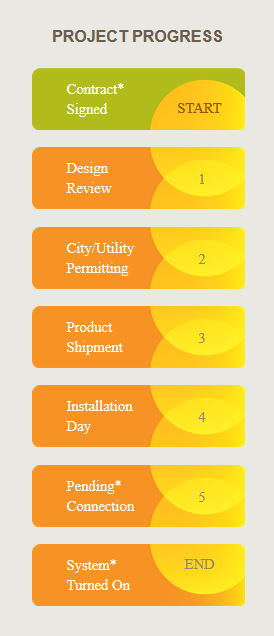 PROJECT PROGRESS
Contract*
Signed
START
Design
Review
1
City/Utility
Permitting
2
Product
Shipment
3
Installation
Day
4
Pending*
Connection
5
System*
Turned On
END